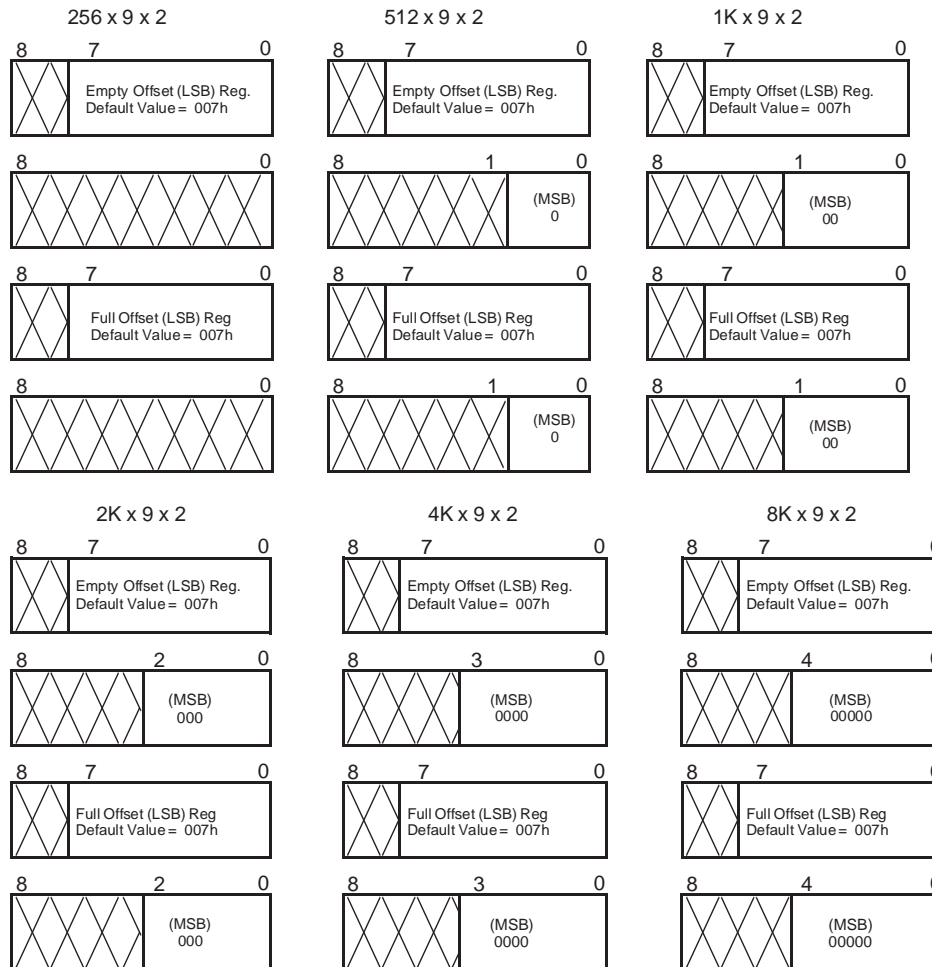 256 x 9 x 2
512 x 9 x 2
1K x 9 x 2
8 7 0
8 7 0
8 7 0
Empty Offset (LSB) Reg.
Default Value = 007h
Empty Offset (LSB) Reg.
Default Value = 007h
Empty Offset (LSB) Reg.
Default Value = 007h
8 0
8 1 0
8 1 0
(MSB)
0
(MSB)
00
8 7 0
8 7 0
8 7 0
Full Offset (LSB) Reg
Default Value = 007h
Full Offset (LSB) Reg
Default Value = 007h
Full Offset (LSB) Reg
Default Value = 007h
8 0
8 1 0
8 1 0
(MSB)
0
(MSB)
00
2K x 9 x 2
4K x 9 x 2
8K x 9 x 2
8 7 0
8 7 0
8 7
Empty Offset (LSB) Reg.
Default Value = 007h
Empty Offset (LSB) Reg.
Default Value = 007h
Empty Offset (LSB) Reg.
Default Value = 007h
8 2 0
8 3 0
8 4
(MSB)
000
(MSB)
0000
(MSB)
00000
8 7 0
8 7 0
8 7
Full Offset (LSB) Reg
Default Value = 007h
Full Offset (LSB) Reg
Default Value = 007h
Full Offset (LSB) Reg
Default Value = 007h
8 2 0
8 3 0
8 4
(MSB)
000
(MSB)
0000
(MSB)
00000